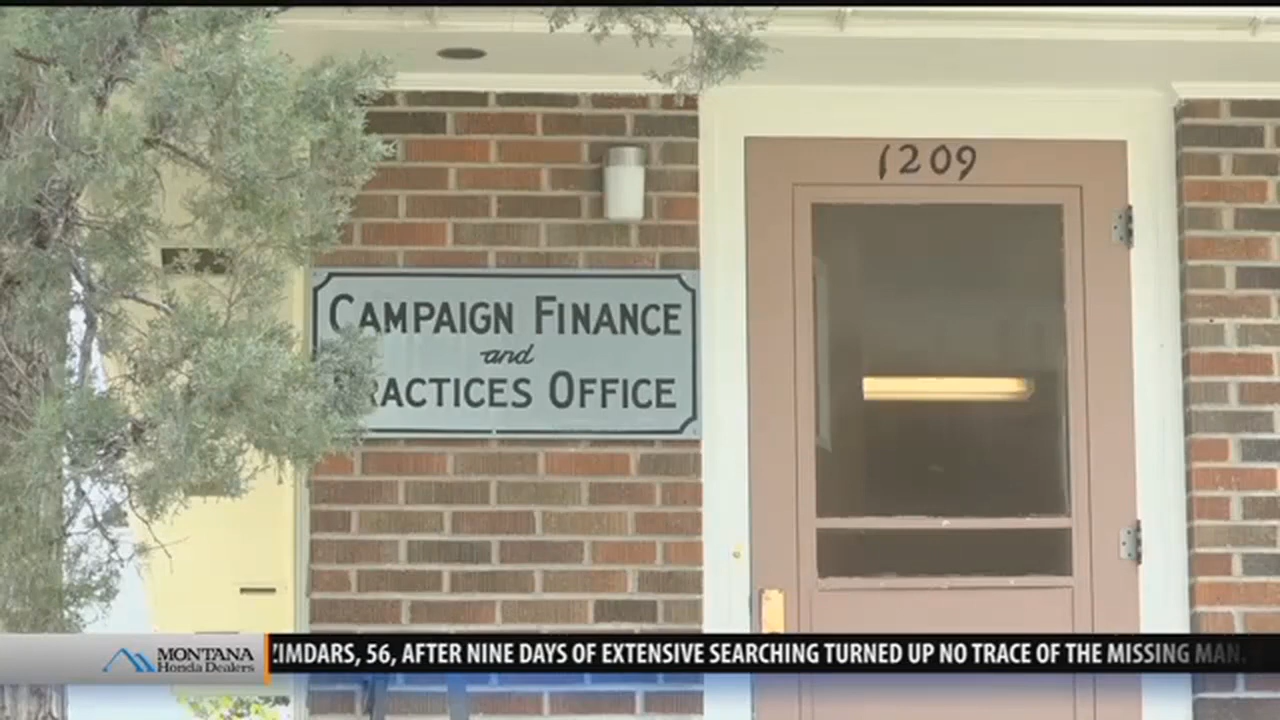 1209
CAMPAIGN FINANCE
and
RACTICES OFFICE
MONTANA
Honda Dealers
ZIMDARS, 56, AFTER NINE DAYS OF EXTENSIVE SEARCHING TURNED UP NO TRACE OF THE MISSING MAN.